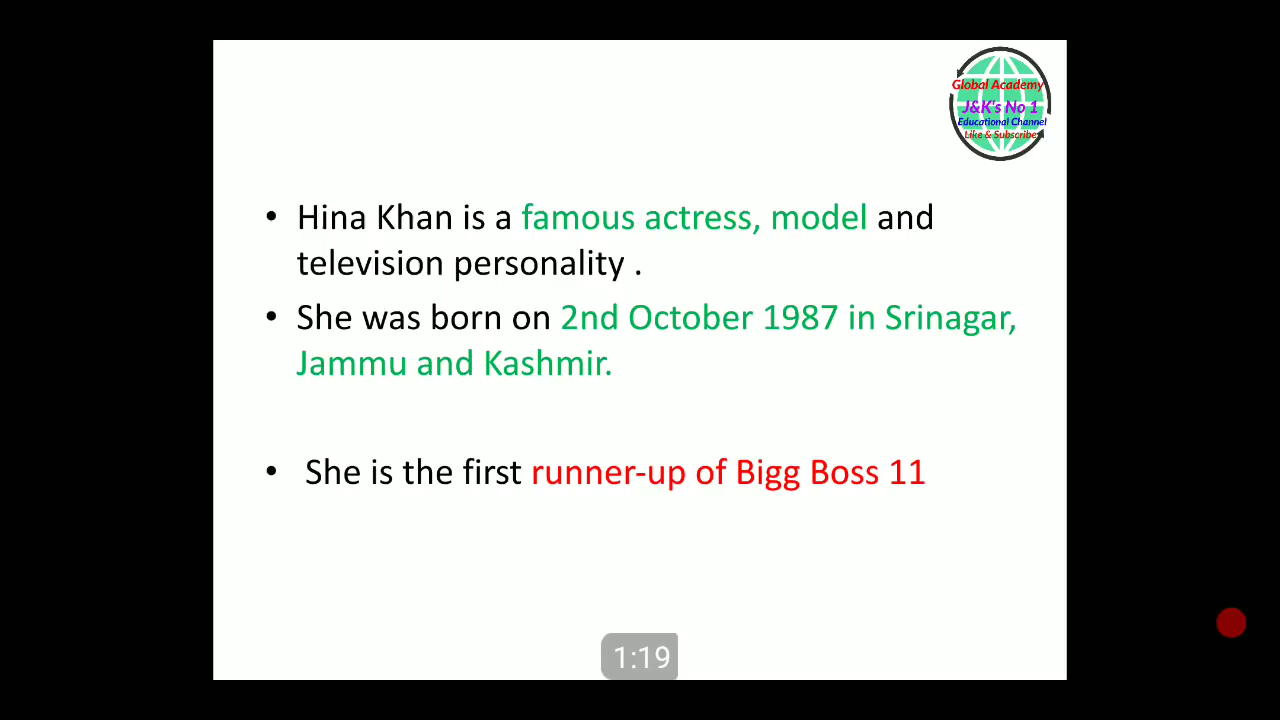 Global Academy
J&K's No 1
Educational Channel
Like & Subscribe
• Hina Khan is a famous actress, model and
television personality .
• She was born on 2nd October 1987 in Srinagar,
Jammu and Kashmir.
• She is the first runner-up of Bigg Boss 11
1:19